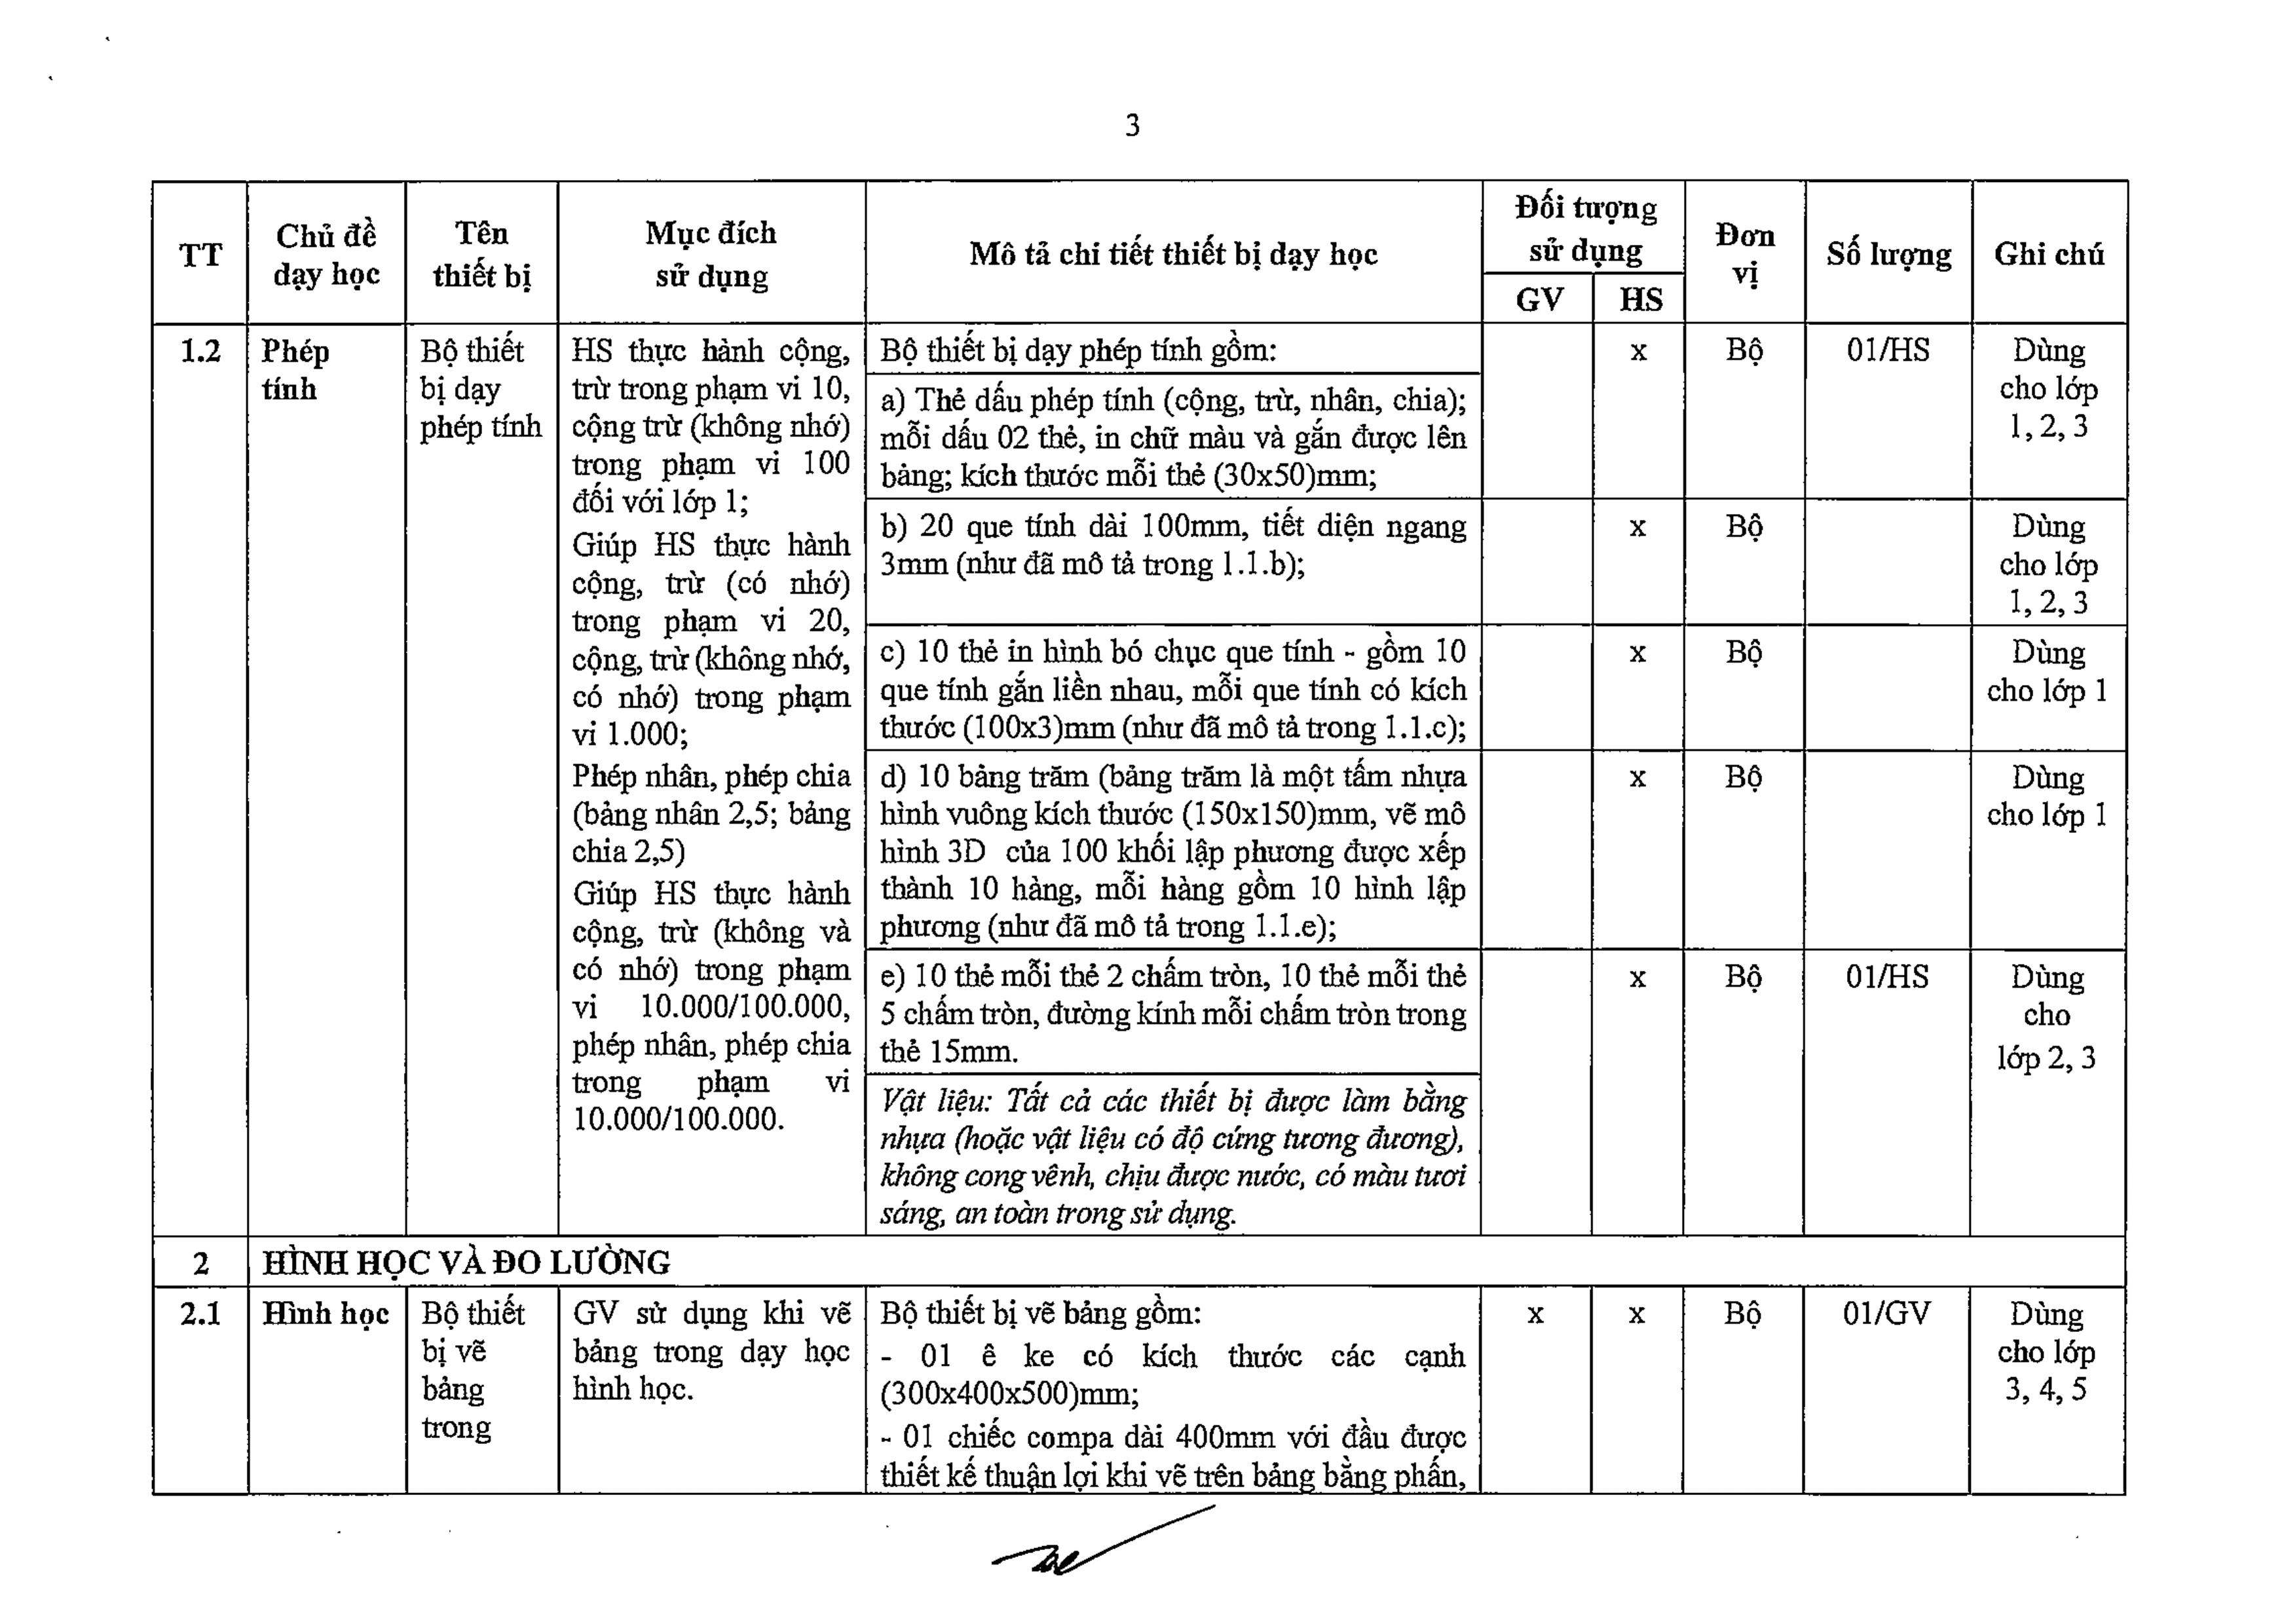 3
TT
Chủ đề
dạy học
Tên
thiết bị
Mục đích
sử dụng
Mô tả chi tiết thiết bị dạy học
Đối tượng
sử dụng
GV
HS
Đơn
vị
Số lượng
Ghi chú
1.2
Phép
tính
Bộ thiết
bị dạy
phép tính
HS thực hành cộng,
trừ trong phạm vi 10,
cộng trừ (không nhớ)
trong phạm vi 100
đối với lớp 1;
Giúp HS thực hành
cộng, trừ (có nhớ)
trong phạm vi 20,
cộng, trừ (không nhớ,
có nhớ) trong phạm
vi 1.000;
Phép nhân, phép chia
(bảng nhân 2,5; bảng
chia 2,5)
Giúp HS thực hành
cộng, trừ (không và
có nhớ) trong phạm
vi 10.000/100.000,
phép nhân, phép chia
trong phạm vi
10.000/100.000.
Bộ thiết bị dạy phép tính gồm:
a) Thẻ dấu phép tính (cộng, trừ, nhân, chia);
mỗi dấu 02 thẻ, in chữ màu và gắn được lên
bảng; kích thước mỗi thẻ (30x50)mm;
x
Bộ
01/HS
Dùng
cho lớp
1, 2, 3
b) 20 que tính dài 100mm, tiết diện ngang
3mm (như đã mô tả trong 1.1.b);
x
Bộ
Dùng
cho lớp
1, 2, 3
c) 10 thẻ in hình bó chục que tính - gồm 10
que tính gắn liền nhau, mỗi que tính có kích
thước (100x3)mm (như đã mô tả trong 1.1.c);
x
Bộ
Dùng
cho lớp 1
d) 10 bảng trăm (bảng trăm là một tấm nhựa
hình vuông kích thước (150x150)mm, vẽ mô
hình 3D của 100 khối lập phương được xếp
thành 10 hàng, mỗi hàng gồm 10 hình lập
phương (như đã mô tả trong 1.1.e);
x
Bộ
Dùng
cho lớp 1
e) 10 thẻ mỗi thẻ 2 chấm tròn, 10 thẻ mỗi thẻ
5 chấm tròn, đường kính mỗi chấm tròn trong
thẻ 15mm.
x
Bộ
01/HS
Dùng
cho
lớp 2, 3
Vật liệu: Tất cả các thiết bị được làm bằng
nhựa (hoặc vật liệu có độ cứng tương đương),
không cong vênh, chịu được nước, có màu tươi
sáng, an toàn trong sử dụng.
2
HÌNH HỌC VÀ ĐO LƯỜNG
2.1
Hình học
Bộ thiết
bị vẽ
bảng
trong
GV sử dụng khi vẽ
bảng trong dạy học
hình học.
Bộ thiết bị vẽ bảng gồm:
- 01 ê ke có kích thước các cạnh
(300x400x500)mm;
- 01 chiếc compa dài 400mm với đầu được
thiết kế thuận lợi khi vẽ trên bảng bằng phấn,
x
x
Bộ
01/GV
Dùng
cho lớp
3, 4, 5